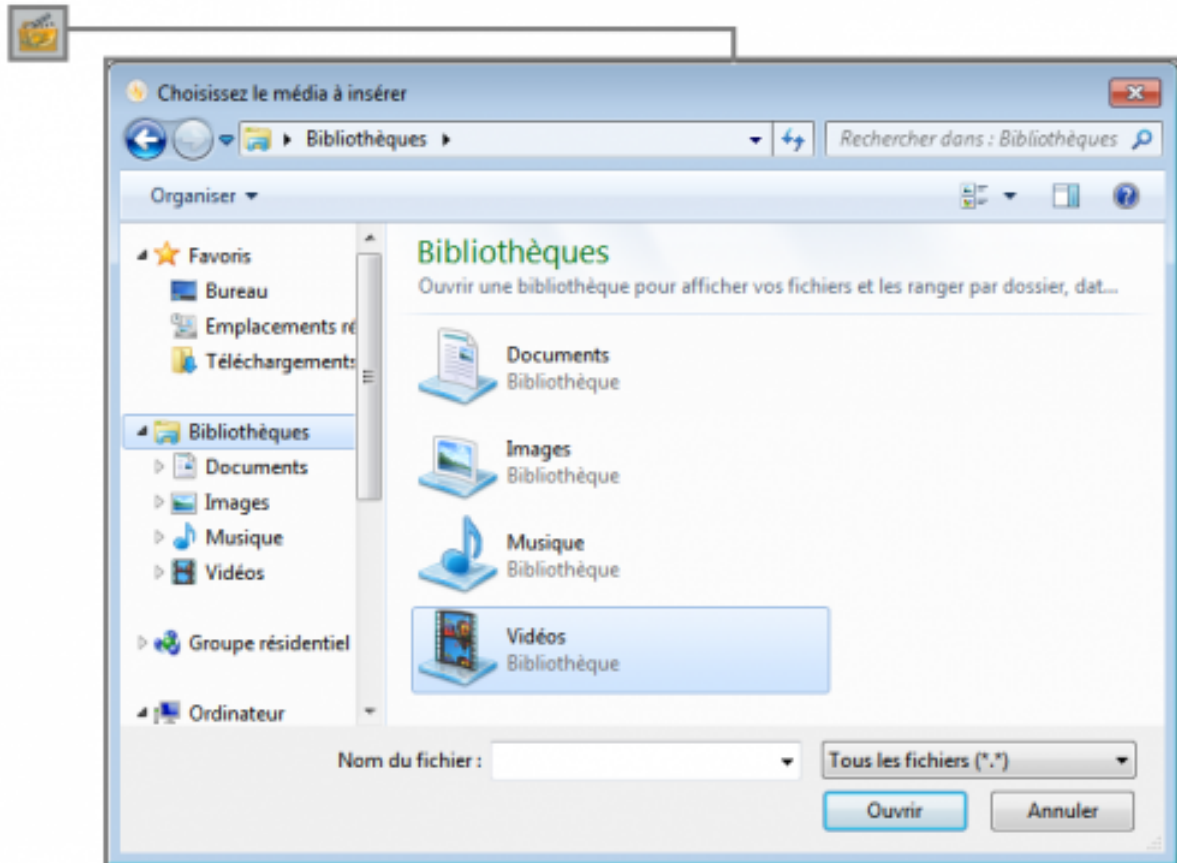 Choisissez le média à insérer
Bibliothèques
Rechercher dans : Bibliothèques
Organiser
Favoris
Bureau
Emplacements ré
Téléchargements
Bibliothèques
Documents
Images
Musique
Vidéos
Groupe résidentiel
Ordinateur
Bibliothèques
Ouvrir une bibliothèque pour afficher vos fichiers et les ranger par dossier, dat...
Documents
Bibliothèque
Images
Bibliothèque
Musique
Bibliothèque
Vidéos
Bibliothèque
Nom du fichier :
Tous les fichiers (*.*)
Ouvrir
Annuler